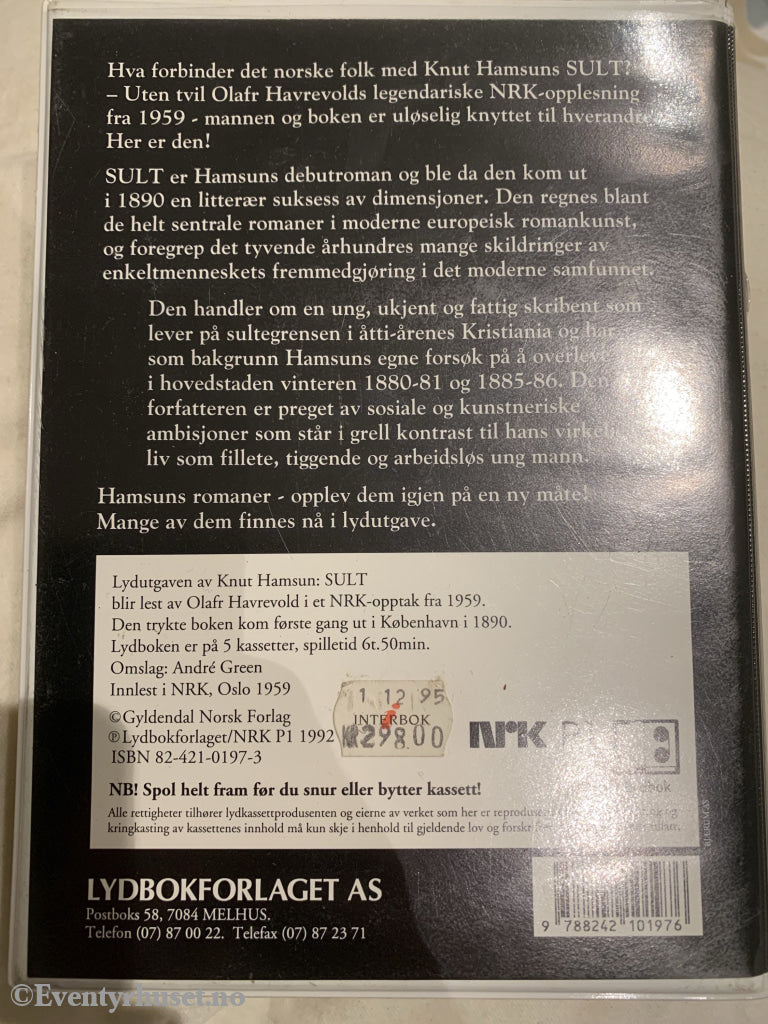 Hva forbinder det norske folk med Knut Hamsuns SULT?
– Uten tvil Olafr Havrevolds legendariske NRK-opplesning
fra 1959 - mannen og boken er uløselig knyttet til hverandre.
Her er den!
SULT er Hamsuns debutroman og ble da den kom ut
i 1890 en litterær suksess av dimensjoner. Den regnes blant
de helt sentrale romaner i moderne europeisk romankunst,
og foregrep det tyvende århundres mange skildringer av
enkeltmenneskets fremmedgjøring i det moderne samfunnet.
Den handler om en ung, ukjent og fattig skribent som
lever på sultegrensen i åtti-årenes Kristiania og har
som bakgrunn Hamsuns egne forsøk på å overleve
i hovedstaden vinteren 1880-81 og 1885-86. Den
forfatteren er preget av sosiale og kunstneriske
ambisjoner som står i grell kontrast til hans
liv som fillete, tiggende og arbeidsløs ung mann.
Hamsuns romaner - opplev dem igjen på en ny måte!
Mange av dem finnes nå i lydutgave.
Lydutgaven av Knut Hamsun: SULT
blir lest av Olafr Havrevold i et NRK-opptak fra 1959.
Den trykte boken kom første gang ut i København i 1890.
Lydboken er på 5 kassetter, spilletid 6t.50min.
Omslag: André Green
Innlest i NRK, Oslo 1959
©Gyldendal Norsk Forlag
℗Lydbokforlaget/NRK P1 1992
ISBN 82-421-0197-3
1 12 95
INTERBOK
KR298.00
NRK
NB! Spol helt fram før du snur eller bytter kassett!
Alle rettigheter tilhører lydkassettprodusenten og eierne av verket som her er
kringkasting av kassettenes innhold må kun skje i henhold til gjeldende lov og
LYDBOKFORLAGET AS
Postboks 58, 7084 MELHUS.
Telefon (07) 87 00 22. Telefax (07) 87 23 71
9 788242 101976
©Eventyrhuset.no